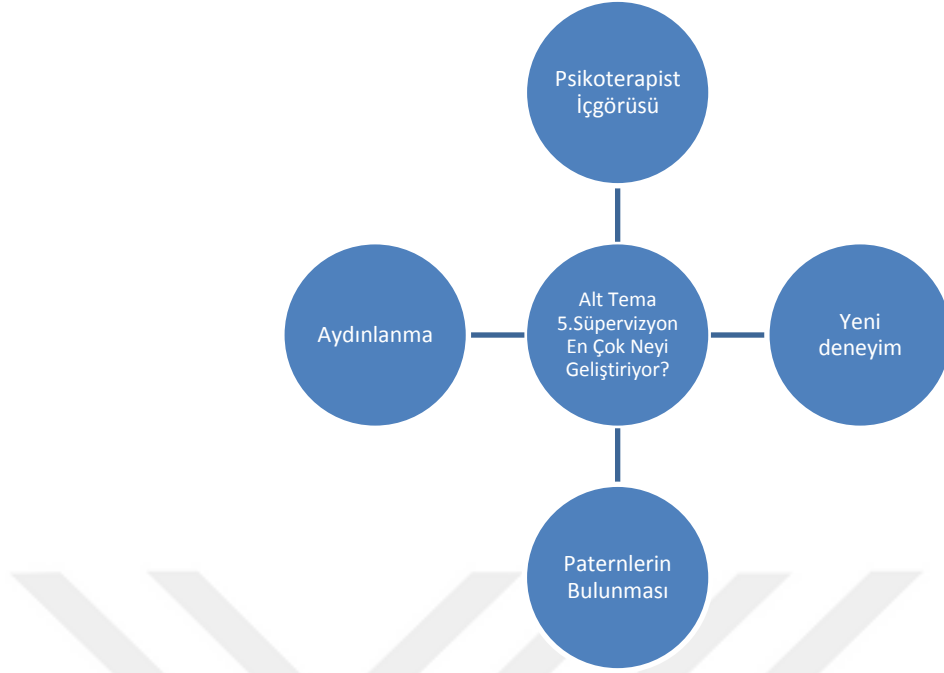 Psikoterapist
İçgörüsü
Aydınlanma
Alt Tema
5.Süpervizyon
En Çok Neyi
Geliştiriyor?
Yeni
deneyim
Paternlerin
Bulunması